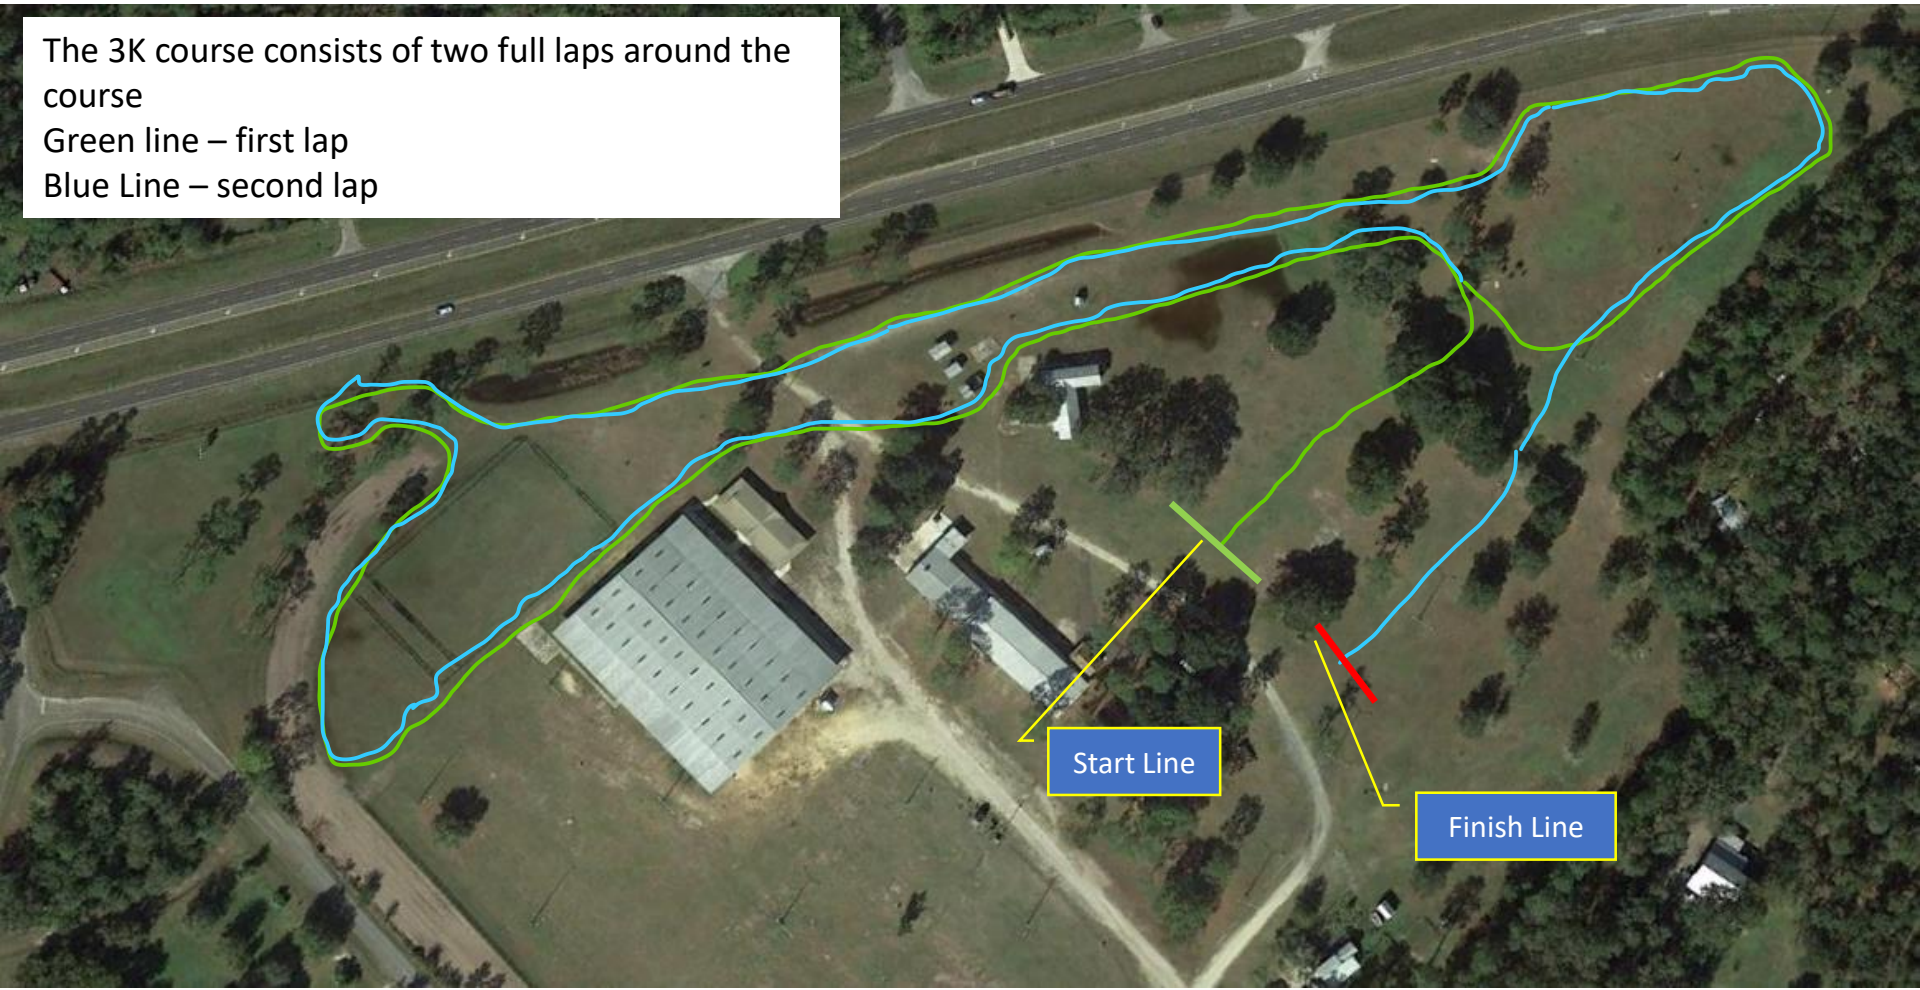 The 3K course consists of two full laps around the
course
Green line – first lap
Blue Line – second lap
Start Line
Finish Line